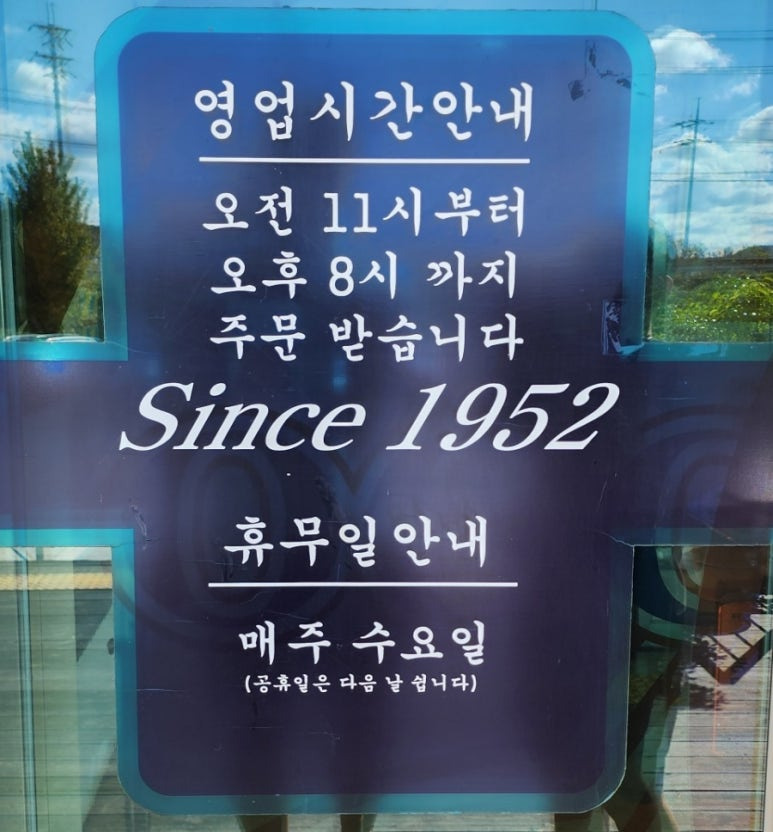 영업시간안내
오전 11시부터
오후 8시 까지
주문 받습니다
Since 1952
휴무일안내
매주 수요일
(공휴일은 다음 날 쉽니다)